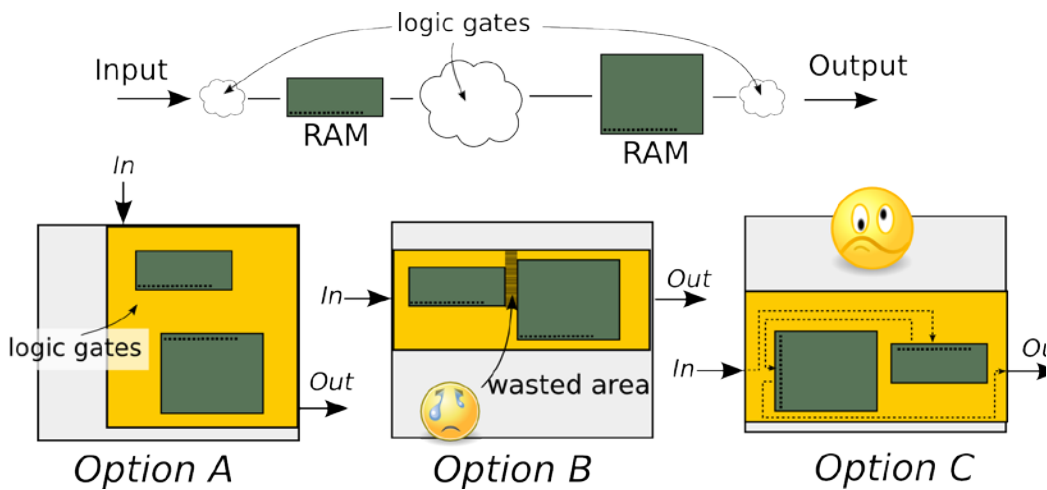 logic gates
Input
Output
RAM
RAM
In
In
Out
In
Ou
logic gates
wasted area
Out
Option A
Option B
Option C